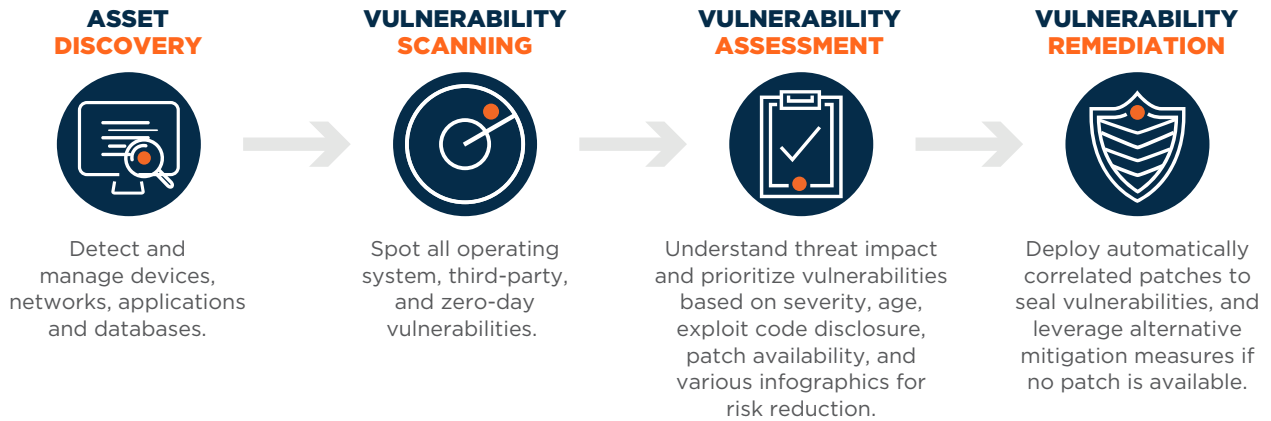 ASSET
DISCOVERY
Detect and
manage devices,
networks, applications
and databases.
VULNERABILITY
SCANNING
Spot all operating
system, third-party,
and zero-day
vulnerabilities.
VULNERABILITY
ASSESSMENT
Understand threat impact
and prioritize vulnerabilities
based on severity, age,
exploit code disclosure,
patch availability, and
various infographics for
risk reduction.
VULNERABILITY
REMEDIATION
Deploy automatically
correlated patches to
seal vulnerabilities, and
leverage alternative
mitigation measures if
no patch is available.